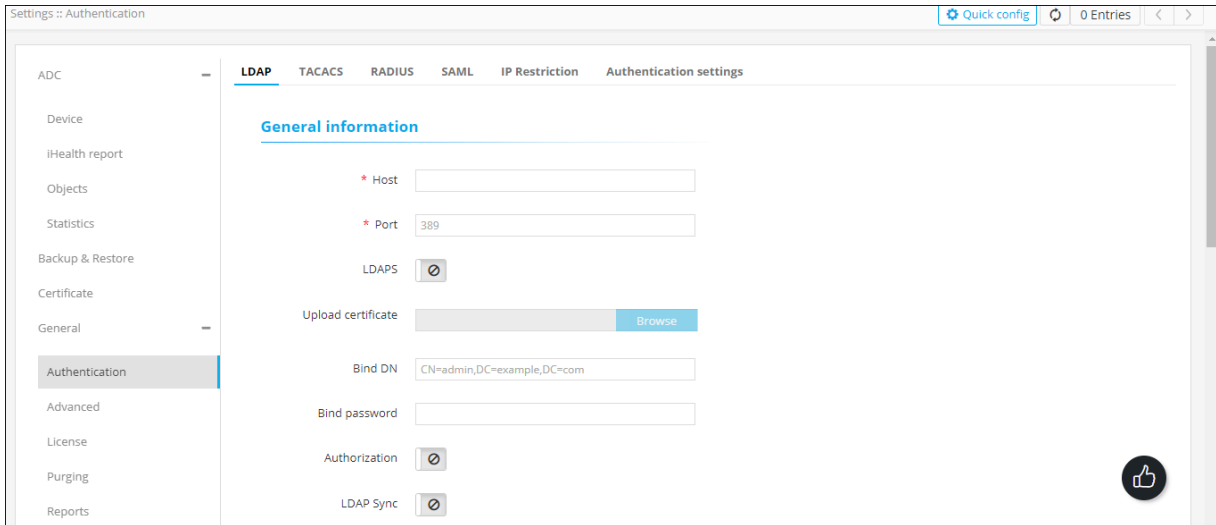 Settings :: Authentication
Quick config
0 Entries
ADC
Device
iHealth report
Objects
Statistics
Backup & Restore
Certificate
General
Authentication
Advanced
License
Purging
Reports
LDAP TACACS RADIUS SAML IP Restriction Authentication settings
General information
* Host
* Port 389
LDAPS
Upload certificate Browse
Bind DN CN=admin,DC=example,DC=com
Bind password
Authorization
LDAP Sync